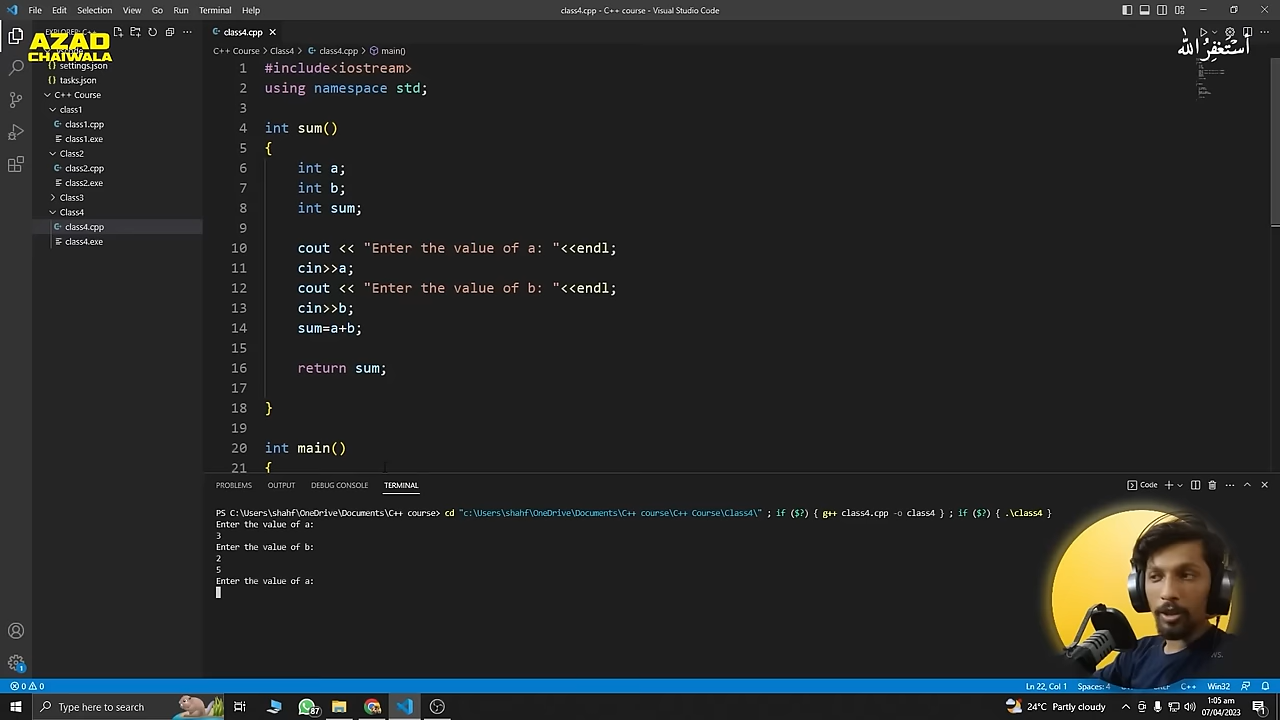 File Edit Selection View Go Run Terminal Help
class4.cpp - C++ course - Visual Studio Code
AZAD
CHAIWALA
settings.json
tasks.json
C++ Course
class1
class1.cpp
class1.exe
Class2
class2.cpp
class2.exe
Class3
Class4
class4.cpp
class4.exe
class4.cpp
أستغفر الله
C++ Course > Class4 > class4.cpp > main()
1 #include<iostream>
2 using namespace std;
3
4 int sum()
5 {
6 int a;
7 int b;
8 int sum;
9
10 cout << "Enter the value of a: "<<endl;
11 cin>>a;
12 cout << "Enter the value of b: "<<endl;
13 cin>>b;
14 sum=a+b;
15
16 return sum;
17
18 }
19
20 int main()
21 {
PROBLEMS OUTPUT DEBUG CONSOLE TERMINAL
Code
PS C:\Users\shahf\OneDrive\Documents\C++ course> cd "c:\Users\shahf\OneDrive\Documents\C++ course\C++ Course\Class4\" ; if ($?) { g++ class4.cpp -o class4 } ; if ($?) { .\class4 }
Enter the value of a:
3
Enter the value of b:
2
5
Enter the value of a:
0 0
Ln 22, Col 1 Spaces: 4 C++ Win32
Type here to search
87
24°C Partly cloudy
1:05 am
07/04/2023